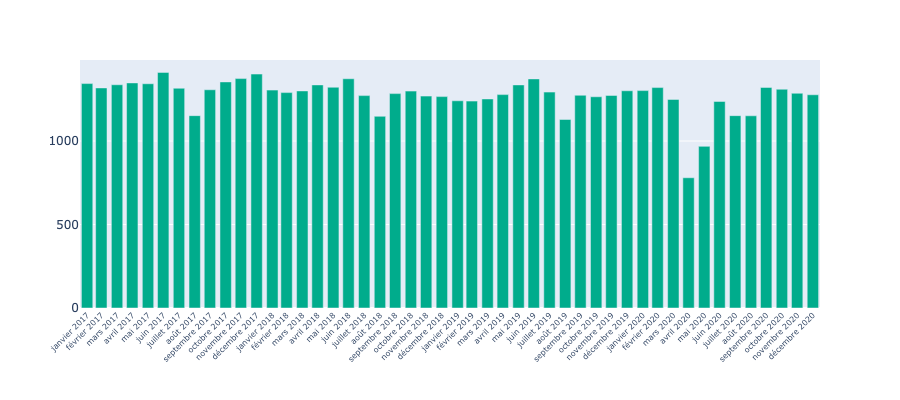 1000
500
0
janvier 2017
février 2017
mars 2017
avril 2017
mai 2017
juin 2017
juillet 2017
août 2017
septembre 2017
octobre 2017
novembre 2017
décembre 2017
janvier 2018
février 2018
mars 2018
avril 2018
mai 2018
juin 2018
juillet 2018
août 2018
septembre 2018
octobre 2018
novembre 2018
décembre 2018
janvier 2019
février 2019
mars 2019
avril 2019
mai 2019
juin 2019
juillet 2019
août 2019
septembre 2019
octobre 2019
novembre 2019
décembre 2019
janvier 2020
février 2020
mars 2020
avril 2020
mai 2020
juin 2020
juillet 2020
août 2020
septembre 2020
octobre 2020
novembre 2020
décembre 2020